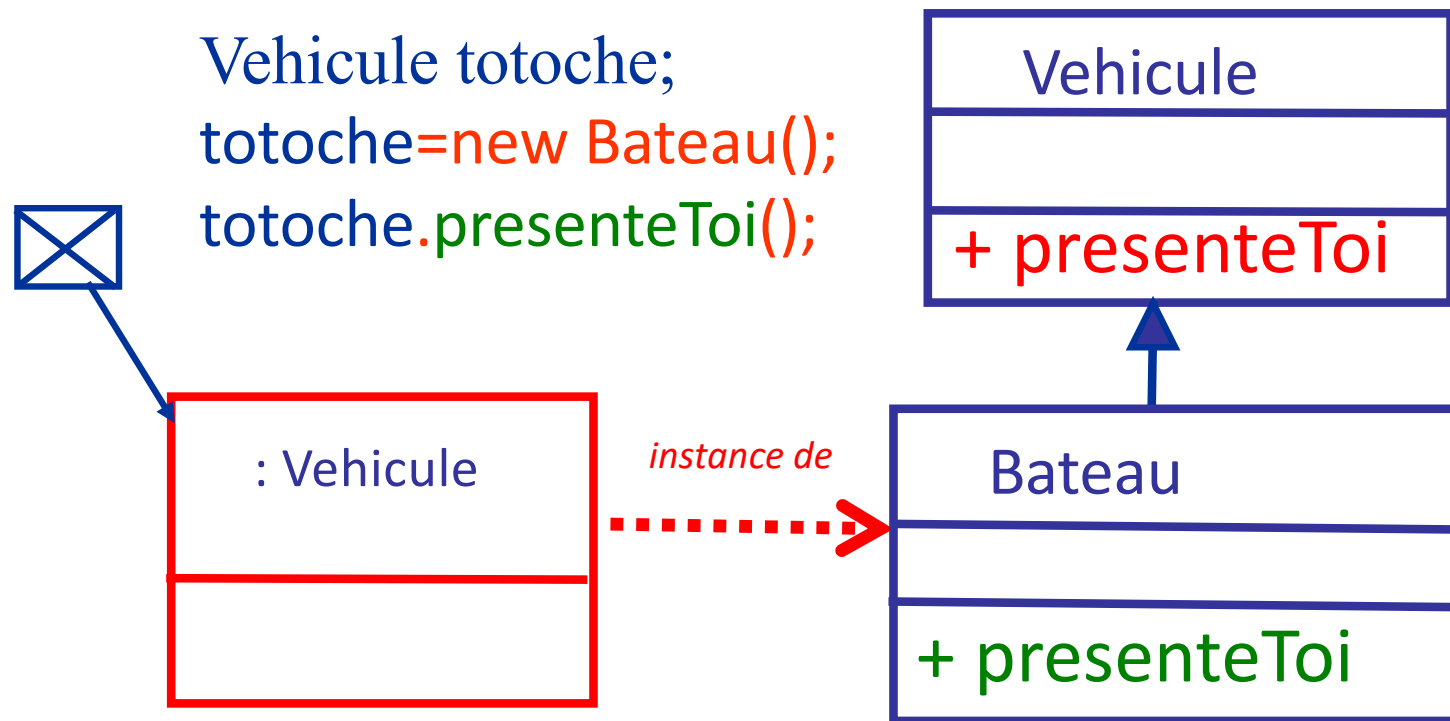 Vehicule totoche;
totoche=new Bateau();
totoche.presenteToi();
Vehicule
+ presenteToi
: Vehicule
instance de
Bateau
+ presenteToi